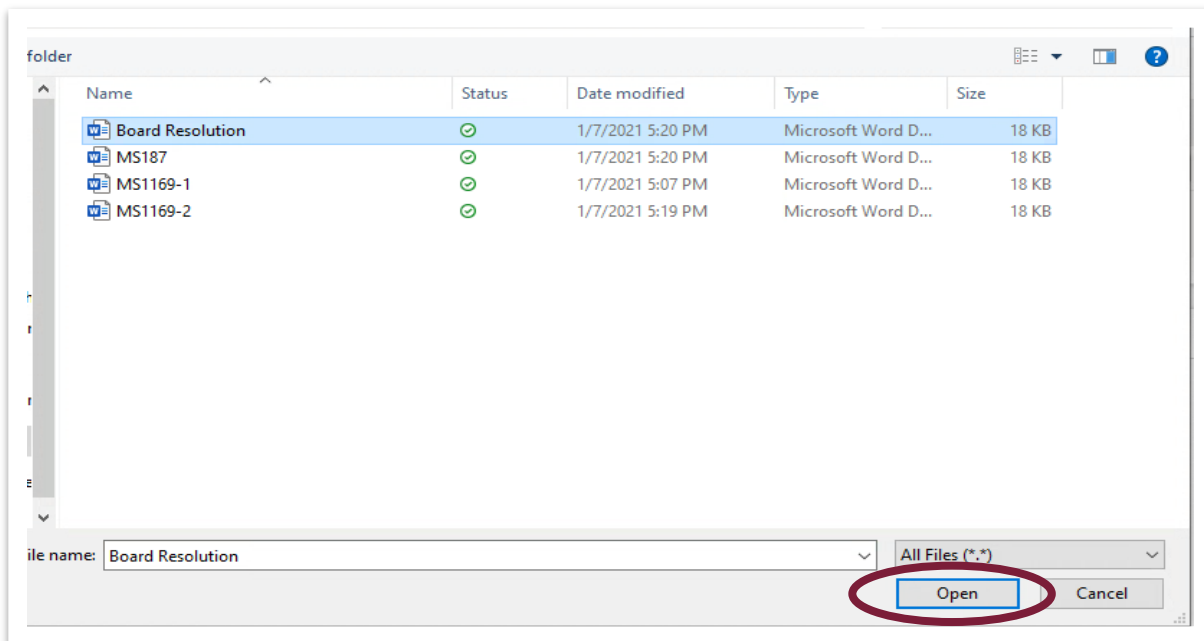 folder
?
Name Status Date modified Type Size
Board Resolution 1/7/2021 5:20 PM Microsoft Word D... 18 KB
MS187 1/7/2021 5:20 PM Microsoft Word D... 18 KB
MS1169-1 1/7/2021 5:07 PM Microsoft Word D... 18 KB
MS1169-2 1/7/2021 5:19 PM Microsoft Word D... 18 KB
ile name: Board Resolution All Files (*.*)
Open Cancel